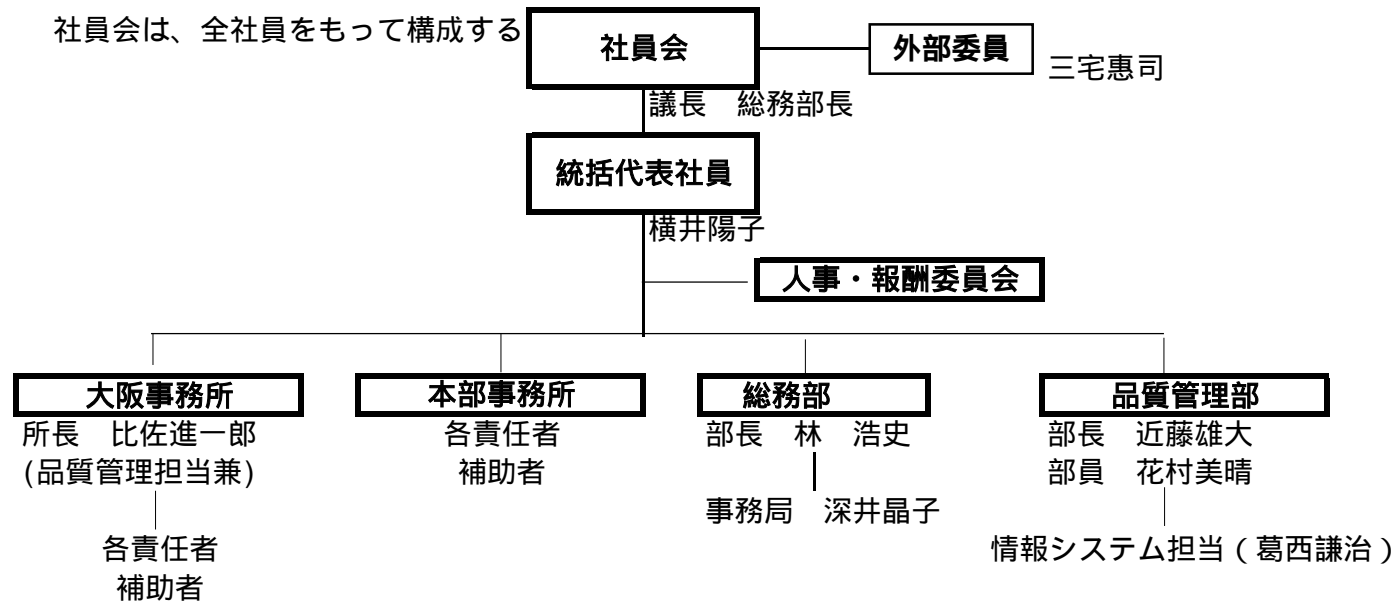 社員会は、全社員をもって構成する
社員会
外部委員
三宅惠司
議長　総務部長
統括代表社員
横井陽子
人事・報酬委員会
大阪事務所
所長　比佐進一郎
(品質管理担当兼)
各責任者
補助者
本部事務所
各責任者
補助者
総務部
部長　林　浩史
事務局　深井晶子
品質管理部
部長　近藤雄大
部員　花村美晴
情報システム担当（葛西謙治）